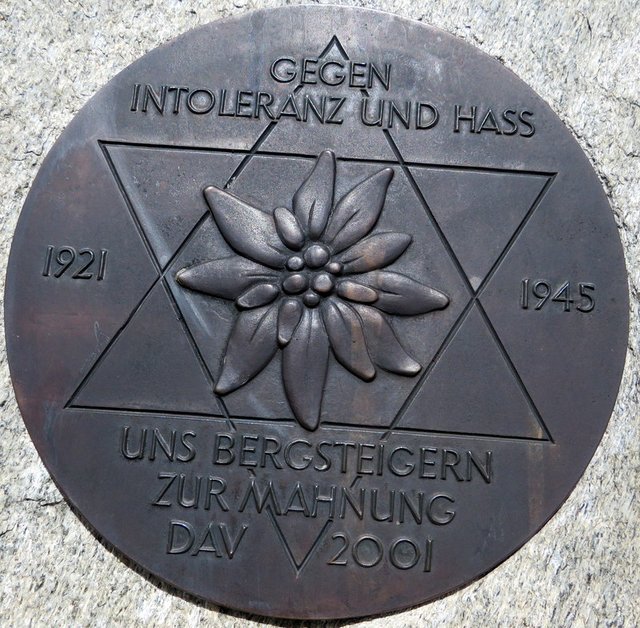 GEGEN
INTOLERANZ UND HASS
1921
1945
UNS BERGSTEIGERN
ZUR MAHNUNG
DAV 2001